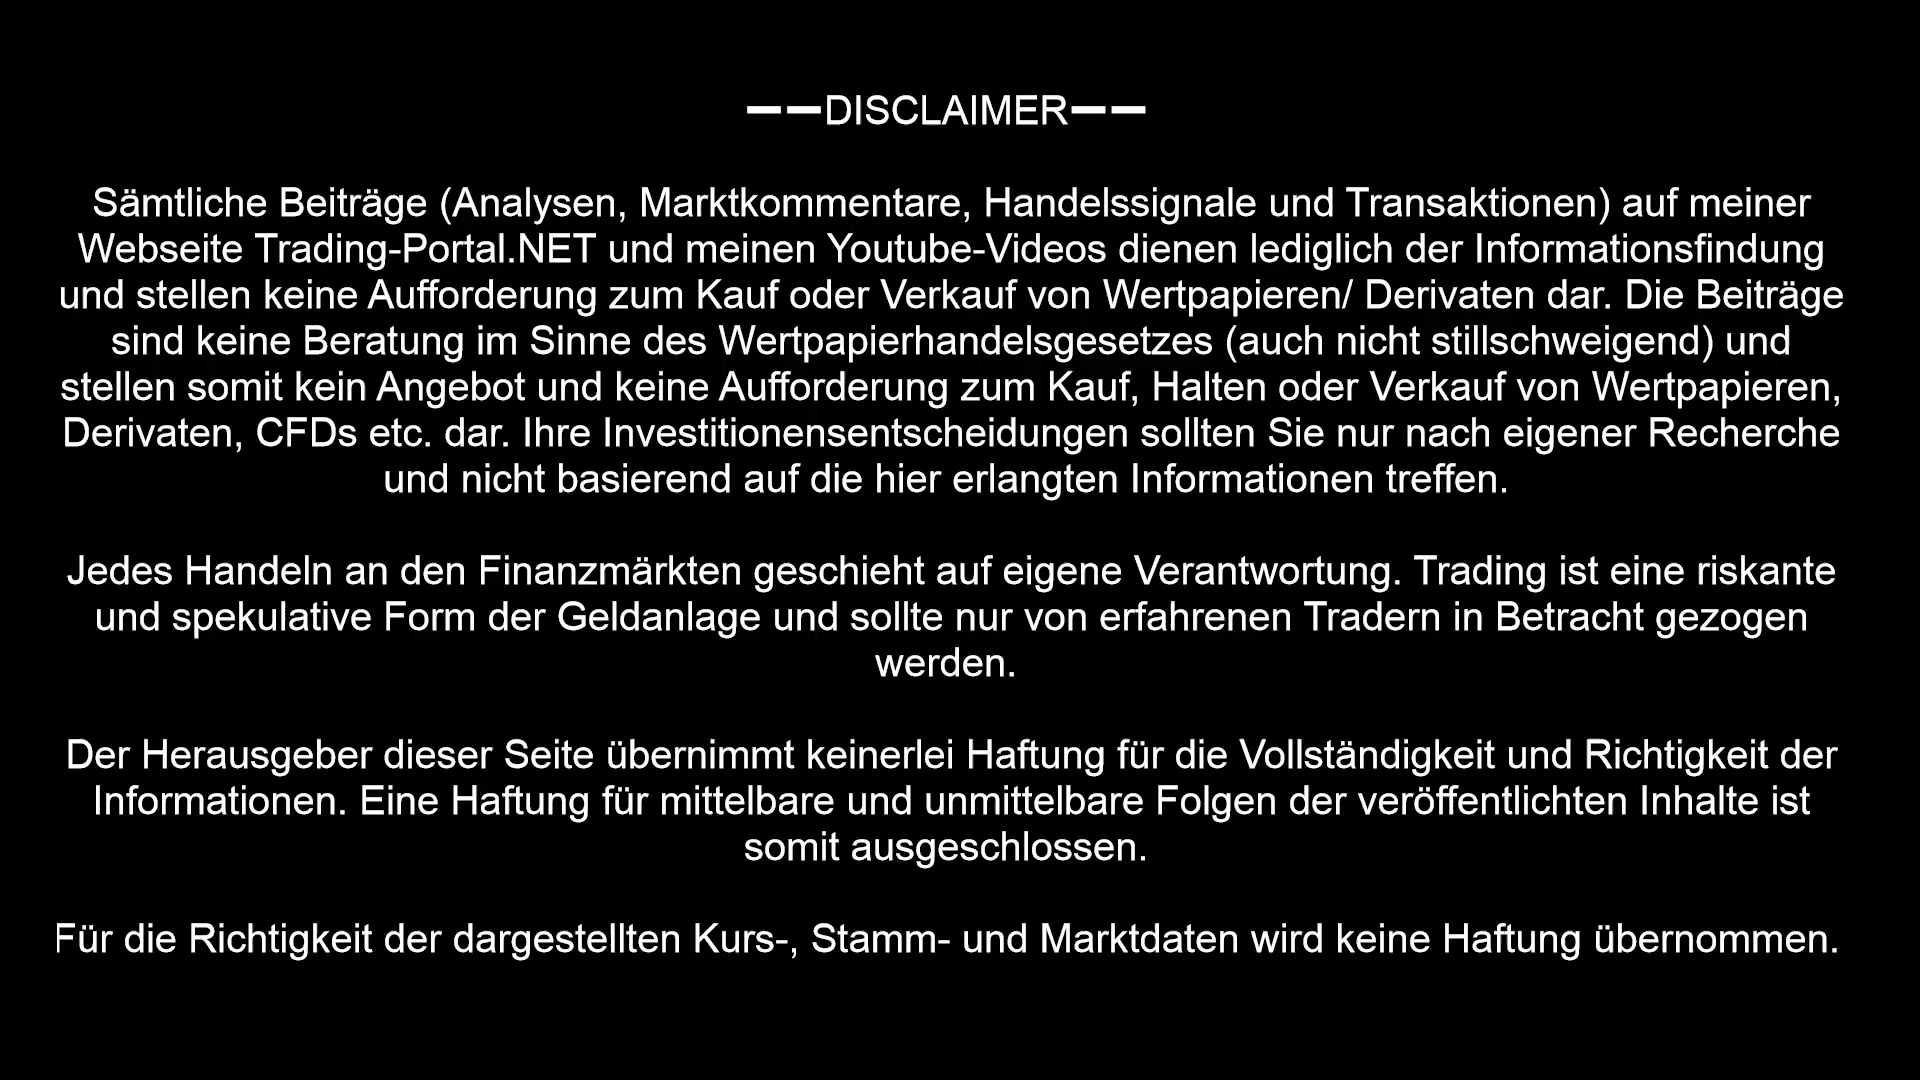 ——DISCLAIMER——
Sämtliche Beiträge (Analysen, Marktkommentare, Handelssignale und Transaktionen) auf meiner
Webseite Trading-Portal.NET und meinen Youtube-Videos dienen lediglich der Informationsfindung
und stellen keine Aufforderung zum Kauf oder Verkauf von Wertpapieren/ Derivaten dar. Die Beiträge
sind keine Beratung im Sinne des Wertpapierhandelsgesetzes (auch nicht stillschweigend) und
stellen somit kein Angebot und keine Aufforderung zum Kauf, Halten oder Verkauf von Wertpapieren,
Derivaten, CFDs etc. dar. Ihre Investitionensentscheidungen sollten Sie nur nach eigener Recherche
und nicht basierend auf die hier erlangten Informationen treffen.
Jedes Handeln an den Finanzmärkten geschieht auf eigene Verantwortung. Trading ist eine riskante
und spekulative Form der Geldanlage und sollte nur von erfahrenen Tradern in Betracht gezogen
werden.
Der Herausgeber dieser Seite übernimmt keinerlei Haftung für die Vollständigkeit und Richtigkeit der
Informationen. Eine Haftung für mittelbare und unmittelbare Folgen der veröffentlichten Inhalte ist
somit ausgeschlossen.
Für die Richtigkeit der dargestellten Kurs-, Stamm- und Marktdaten wird keine Haftung übernommen.